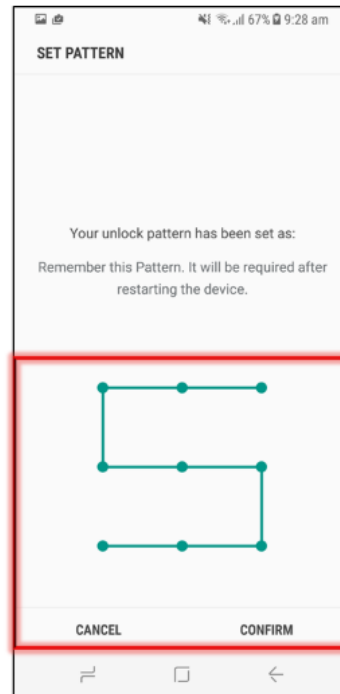 67% 9:28 am
SET PATTERN
Your unlock pattern has been set as:
Remember this Pattern. It will be required after
restarting the device.
CANCEL CONFIRM